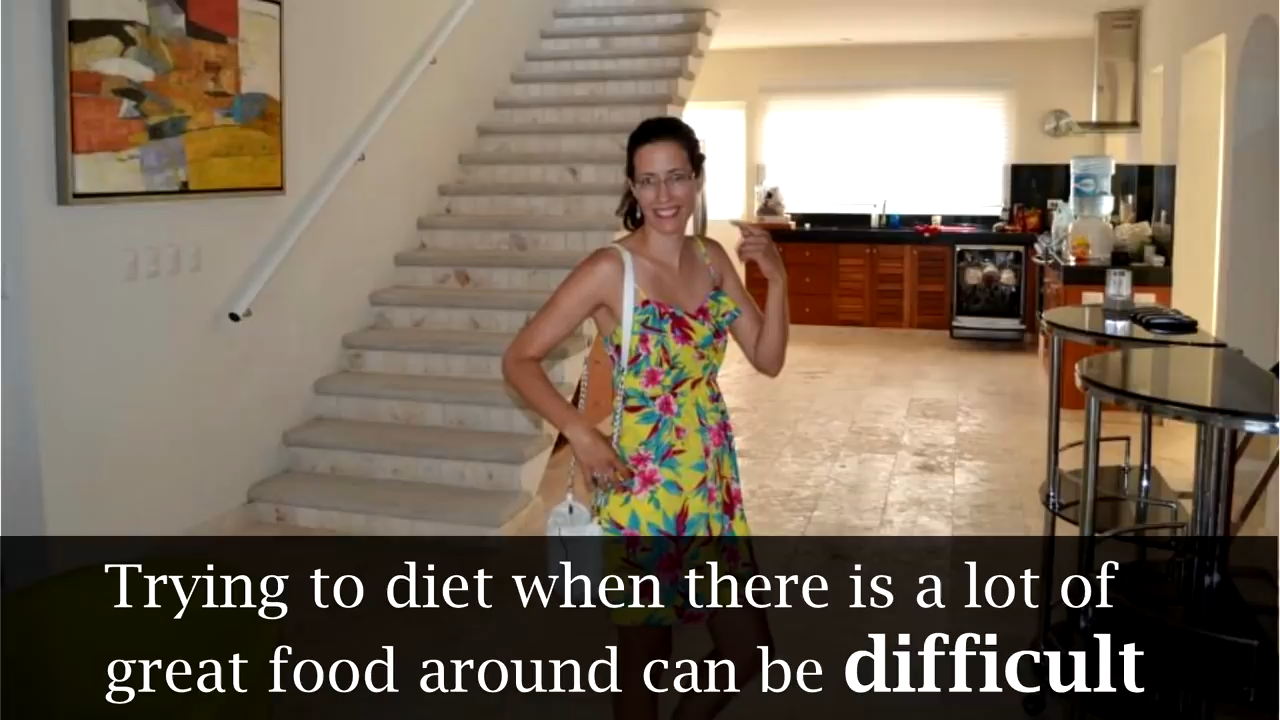 Trying to diet when there is a lot of
great food around can be difficult